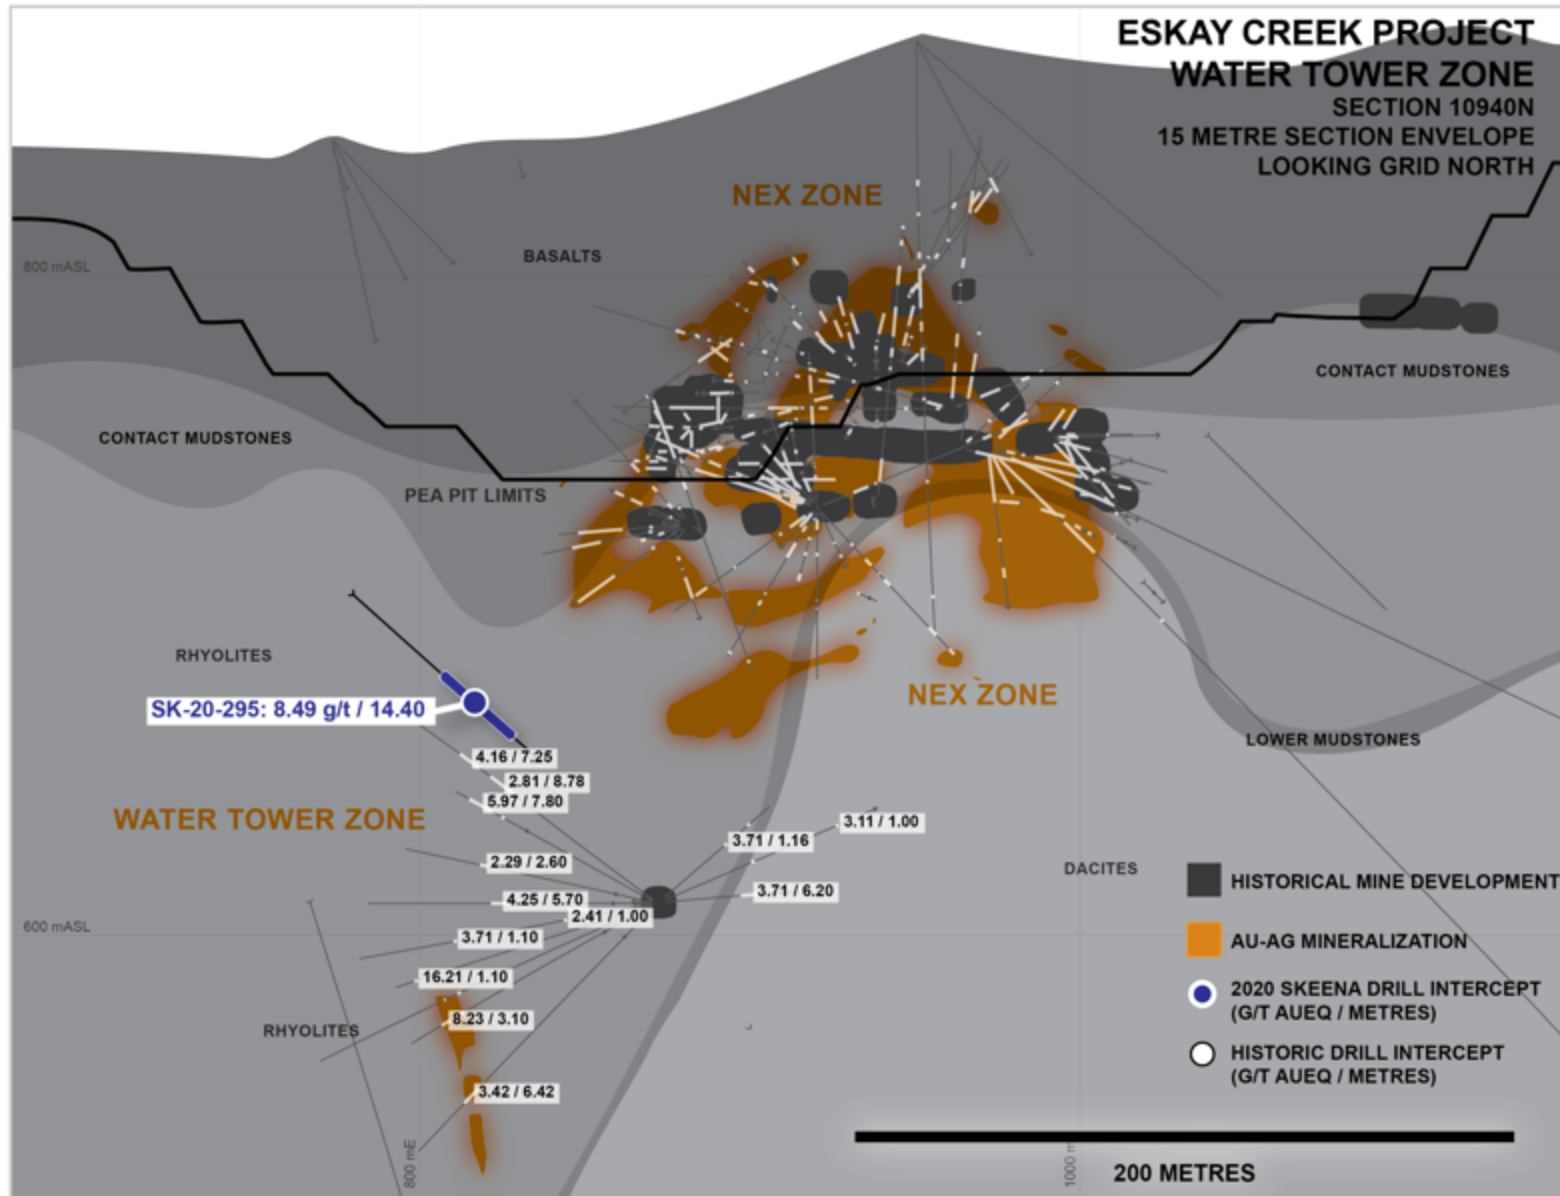 ESKAY CREEK PROJECT
WATER TOWER ZONE
SECTION 10940N
15 METRE SECTION ENVELOPE
LOOKING GRID NORTH
NEX ZONE
BASALTS
800 mASL
CONTACT MUDSTONES
CONTACT MUDSTONES
PEA PIT LIMITS
RHYOLITES
NEX ZONE
SK-20-295: 8.49 g/t / 14.40
LOWER MUDSTONES
4.16 / 7.25
2.81 / 8.78
5.97 / 7.80
WATER TOWER ZONE
3.11 / 1.00
3.71 / 1.16
2.29 / 2.60
DACITES
HISTORICAL MINE DEVELOPMENT
3.71 / 6.20
4.25 / 5.70
2.41 / 1.00
600 mASL
3.71 / 1.10
AU-AG MINERALIZATION
16.21 / 1.10
2020 SKEENA DRILL INTERCEPT
(G/T AUEQ / METRES)
8.23 / 3.10
RHYOLITES
HISTORIC DRILL INTERCEPT
(G/T AUEQ / METRES)
3.42 / 6.42
800 mE
1000 m
200 METRES